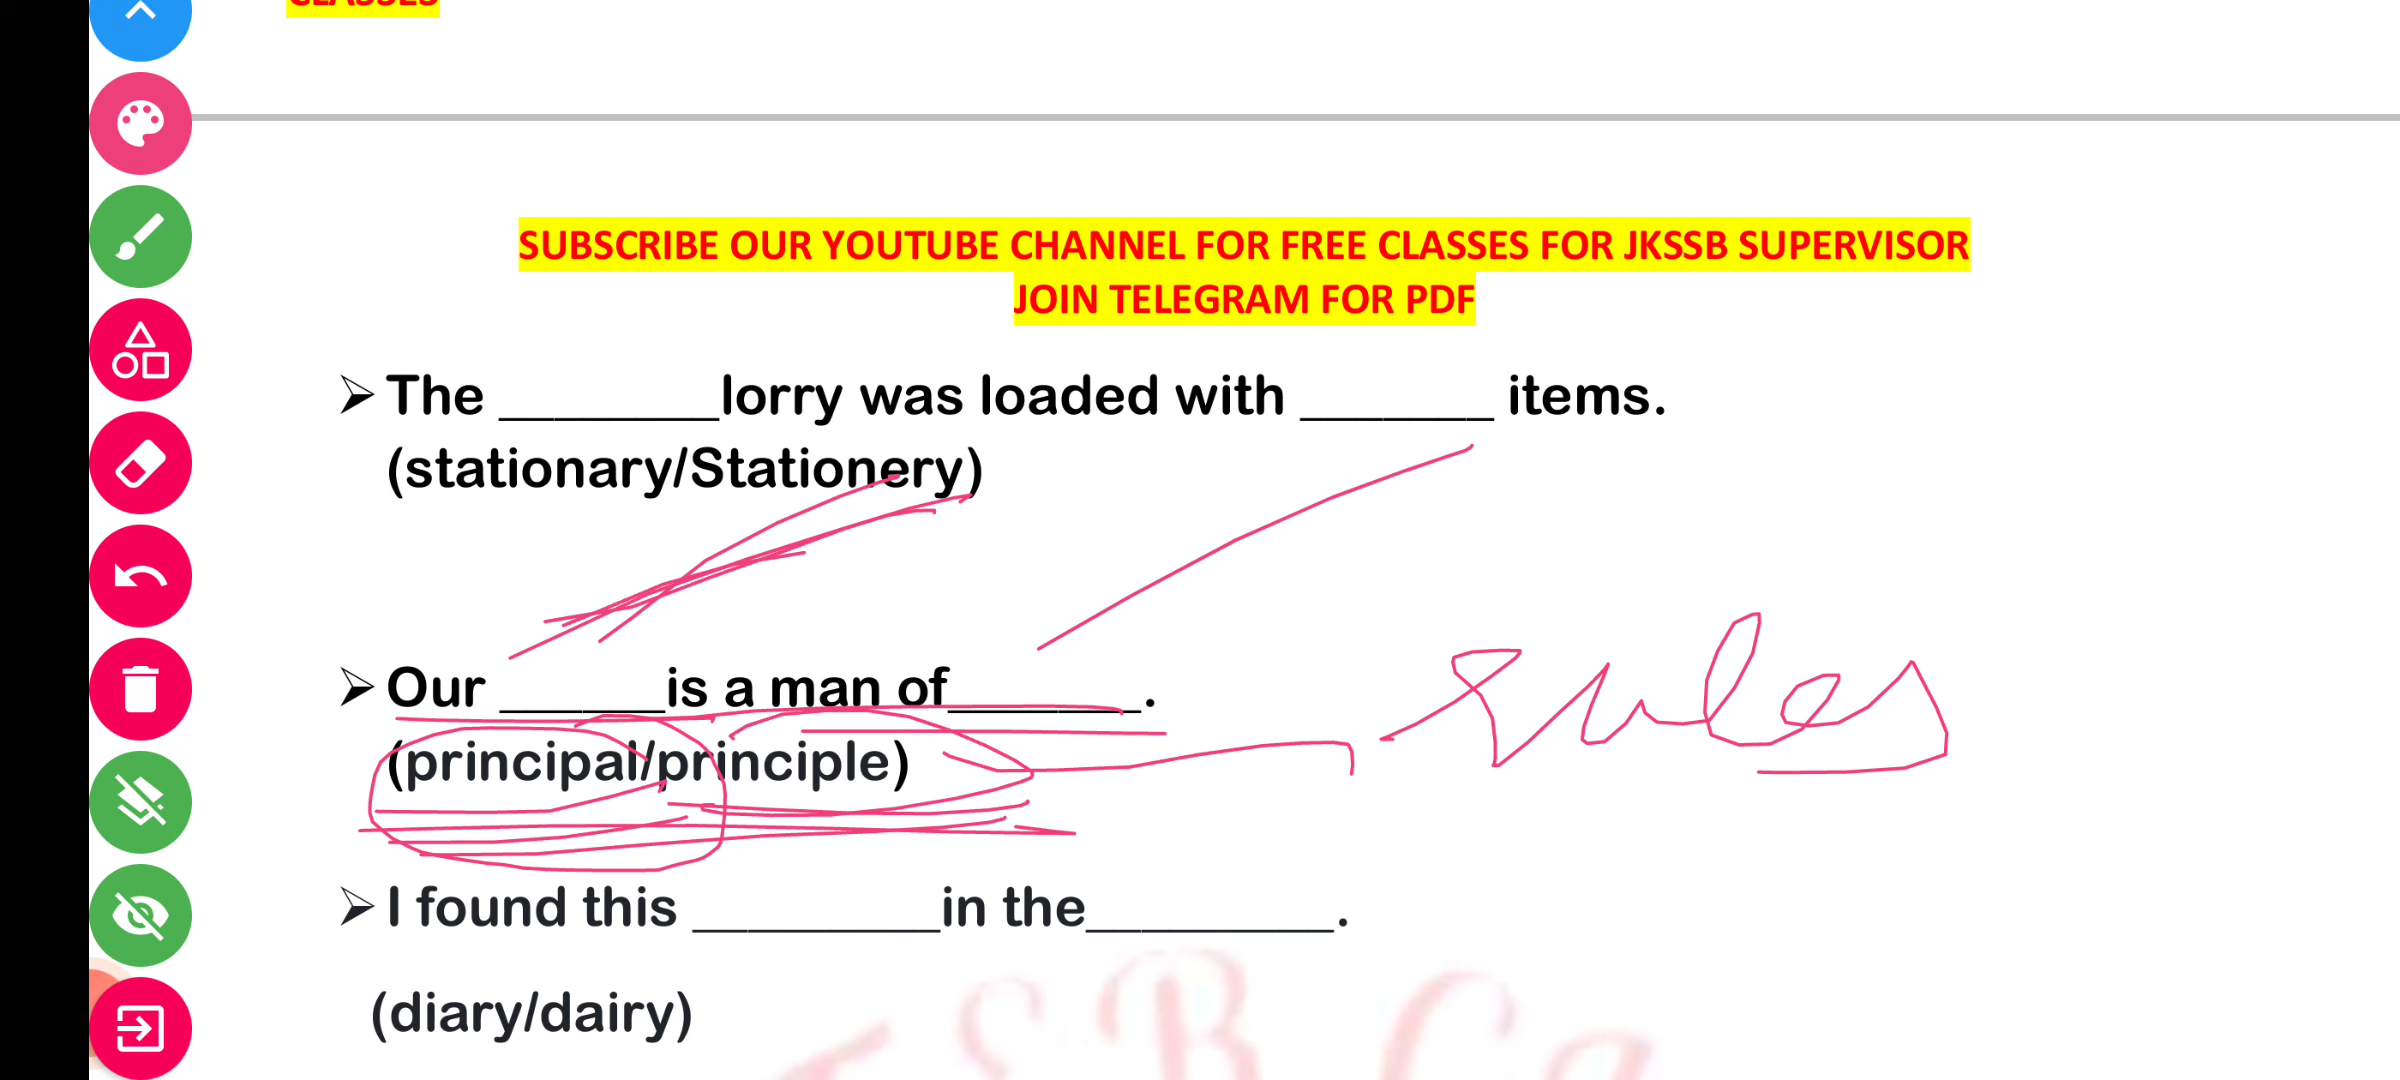 CLASSES
SUBSCRIBE OUR YOUTUBE CHANNEL FOR FREE CLASSES FOR JKSSB SUPERVISOR
JOIN TELEGRAM FOR PDF
➢ The ________lorry was loaded with _______ items.
(stationary/Stationery)
➢ Our ______is a man of_______.
rules
(principal/principle)
➢ I found this _________in the_________.
(diary/dairy)